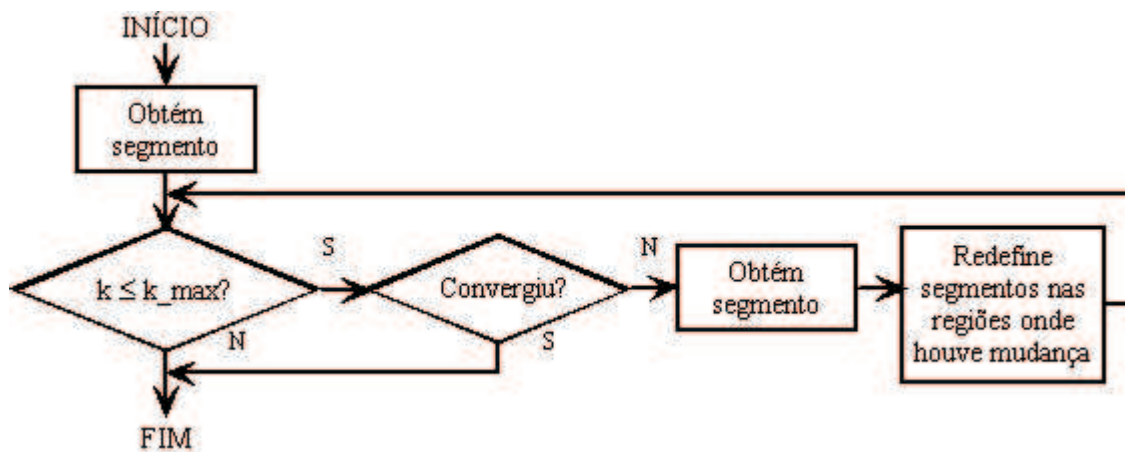 INÍCIO
Obtém
segmento
k ≤ k_max?
S
N
Convergiu?
N
S
Obtém
segmento
Redefine
segmentos nas
regiões onde
houve mudança
FIM